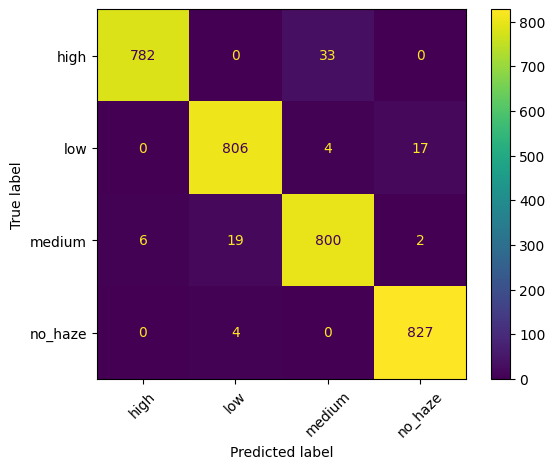 high 782 0 33 0
low 0 806 4 17
medium 6 19 800 2
no_haze 0 4 0 827
high low medium no_haze
Predicted label
True label
800
700
600
500
400
300
200
100
0